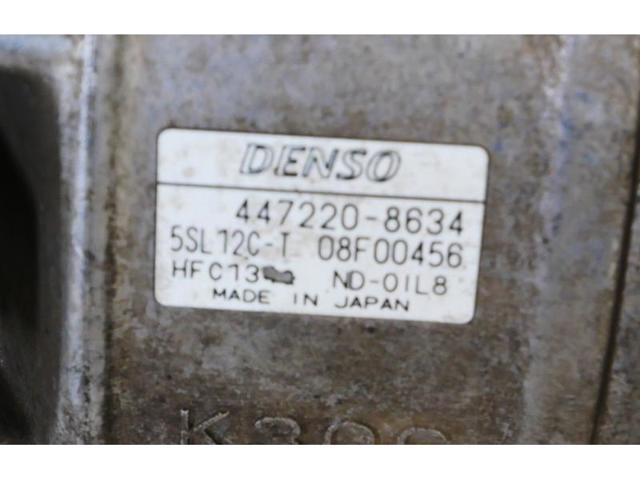 DENSO
447220-8634
5SL12C-T 08F00456
ND-OIL8
MADE IN JAPAN